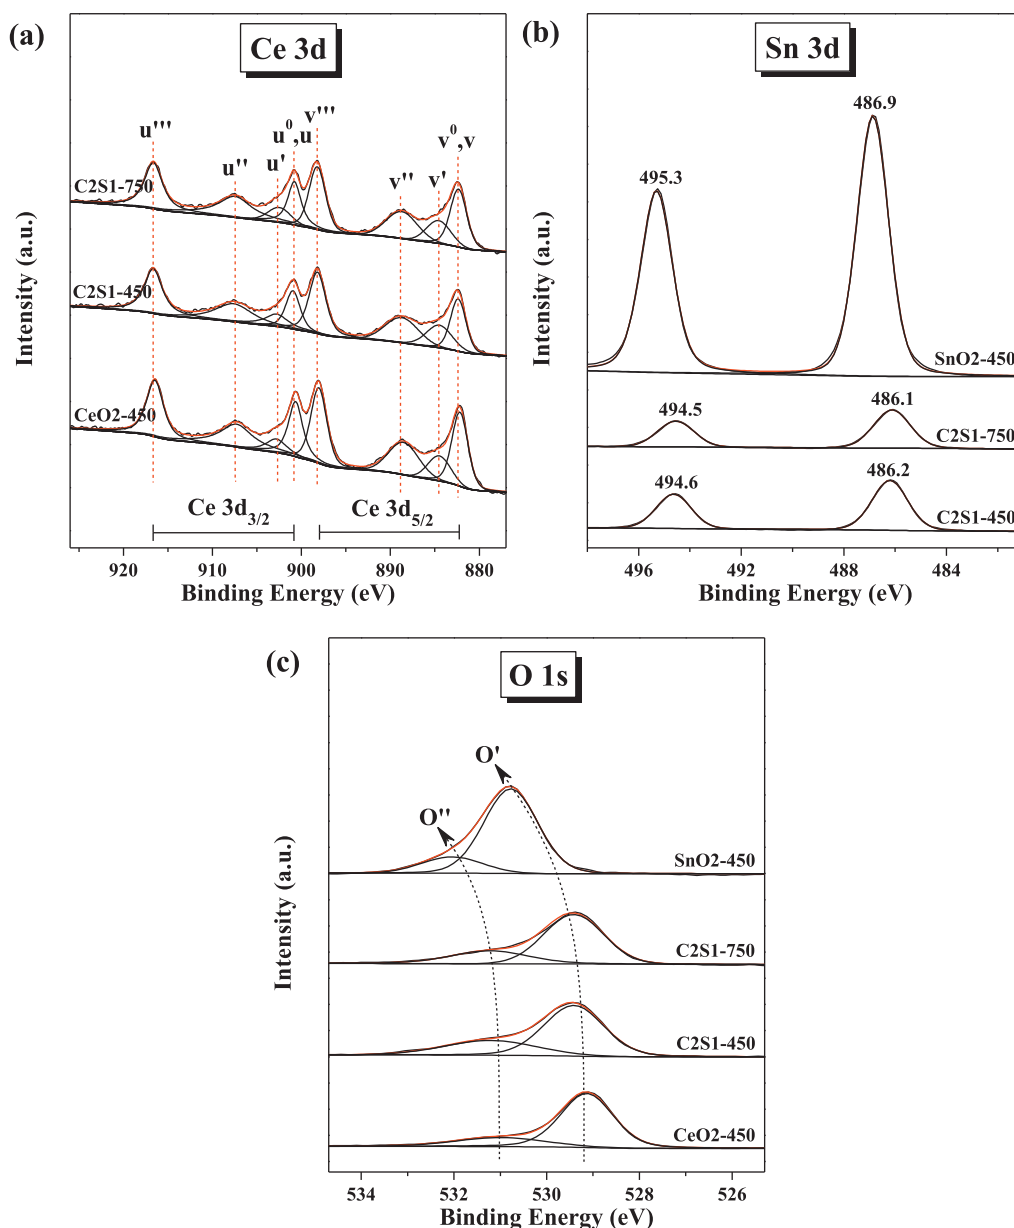 (a)
Ce 3d
u''' u'' u' u⁰,u v''' v'' v' v⁰,v
C2S1-750
C2S1-450
CeO2-450
Ce 3d3/2 Ce 3d5/2
Intensity (a.u.)
920 910 900 890 880
Binding Energy (eV)
(b)
Sn 3d
486.9
495.3
SnO2-450
494.5 486.1
C2S1-750
494.6 486.2
C2S1-450
Intensity (a.u.)
496 492 488 484
Binding Energy (eV)
(c)
O 1s
O'
O''
SnO2-450
C2S1-750
C2S1-450
CeO2-450
Intensity (a.u.)
534 532 530 528 526
Binding Energy (eV)